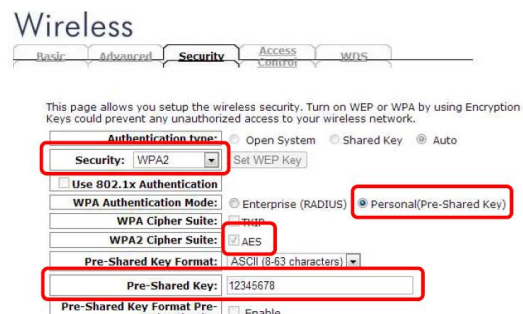 Wireless
Basic Advanced Security Access Control WDS
This page allows you setup the wireless security. Turn on WEP or WPA by using Encryption
Keys could prevent any unauthorized access to your wireless network.
Authentication type: Open System Shared Key Auto
Security: WPA2 Set WEP Key
Use 802.1x Authentication
WPA Authentication Mode: Enterprise (RADIUS) Personal(Pre-Shared Key)
WPA Cipher Suite: TKIP
WPA2 Cipher Suite: AES
Pre-Shared Key Format: ASCII (8-63 characters)
Pre-Shared Key: 12345678
Pre-Shared Key Format Pre-
Enable